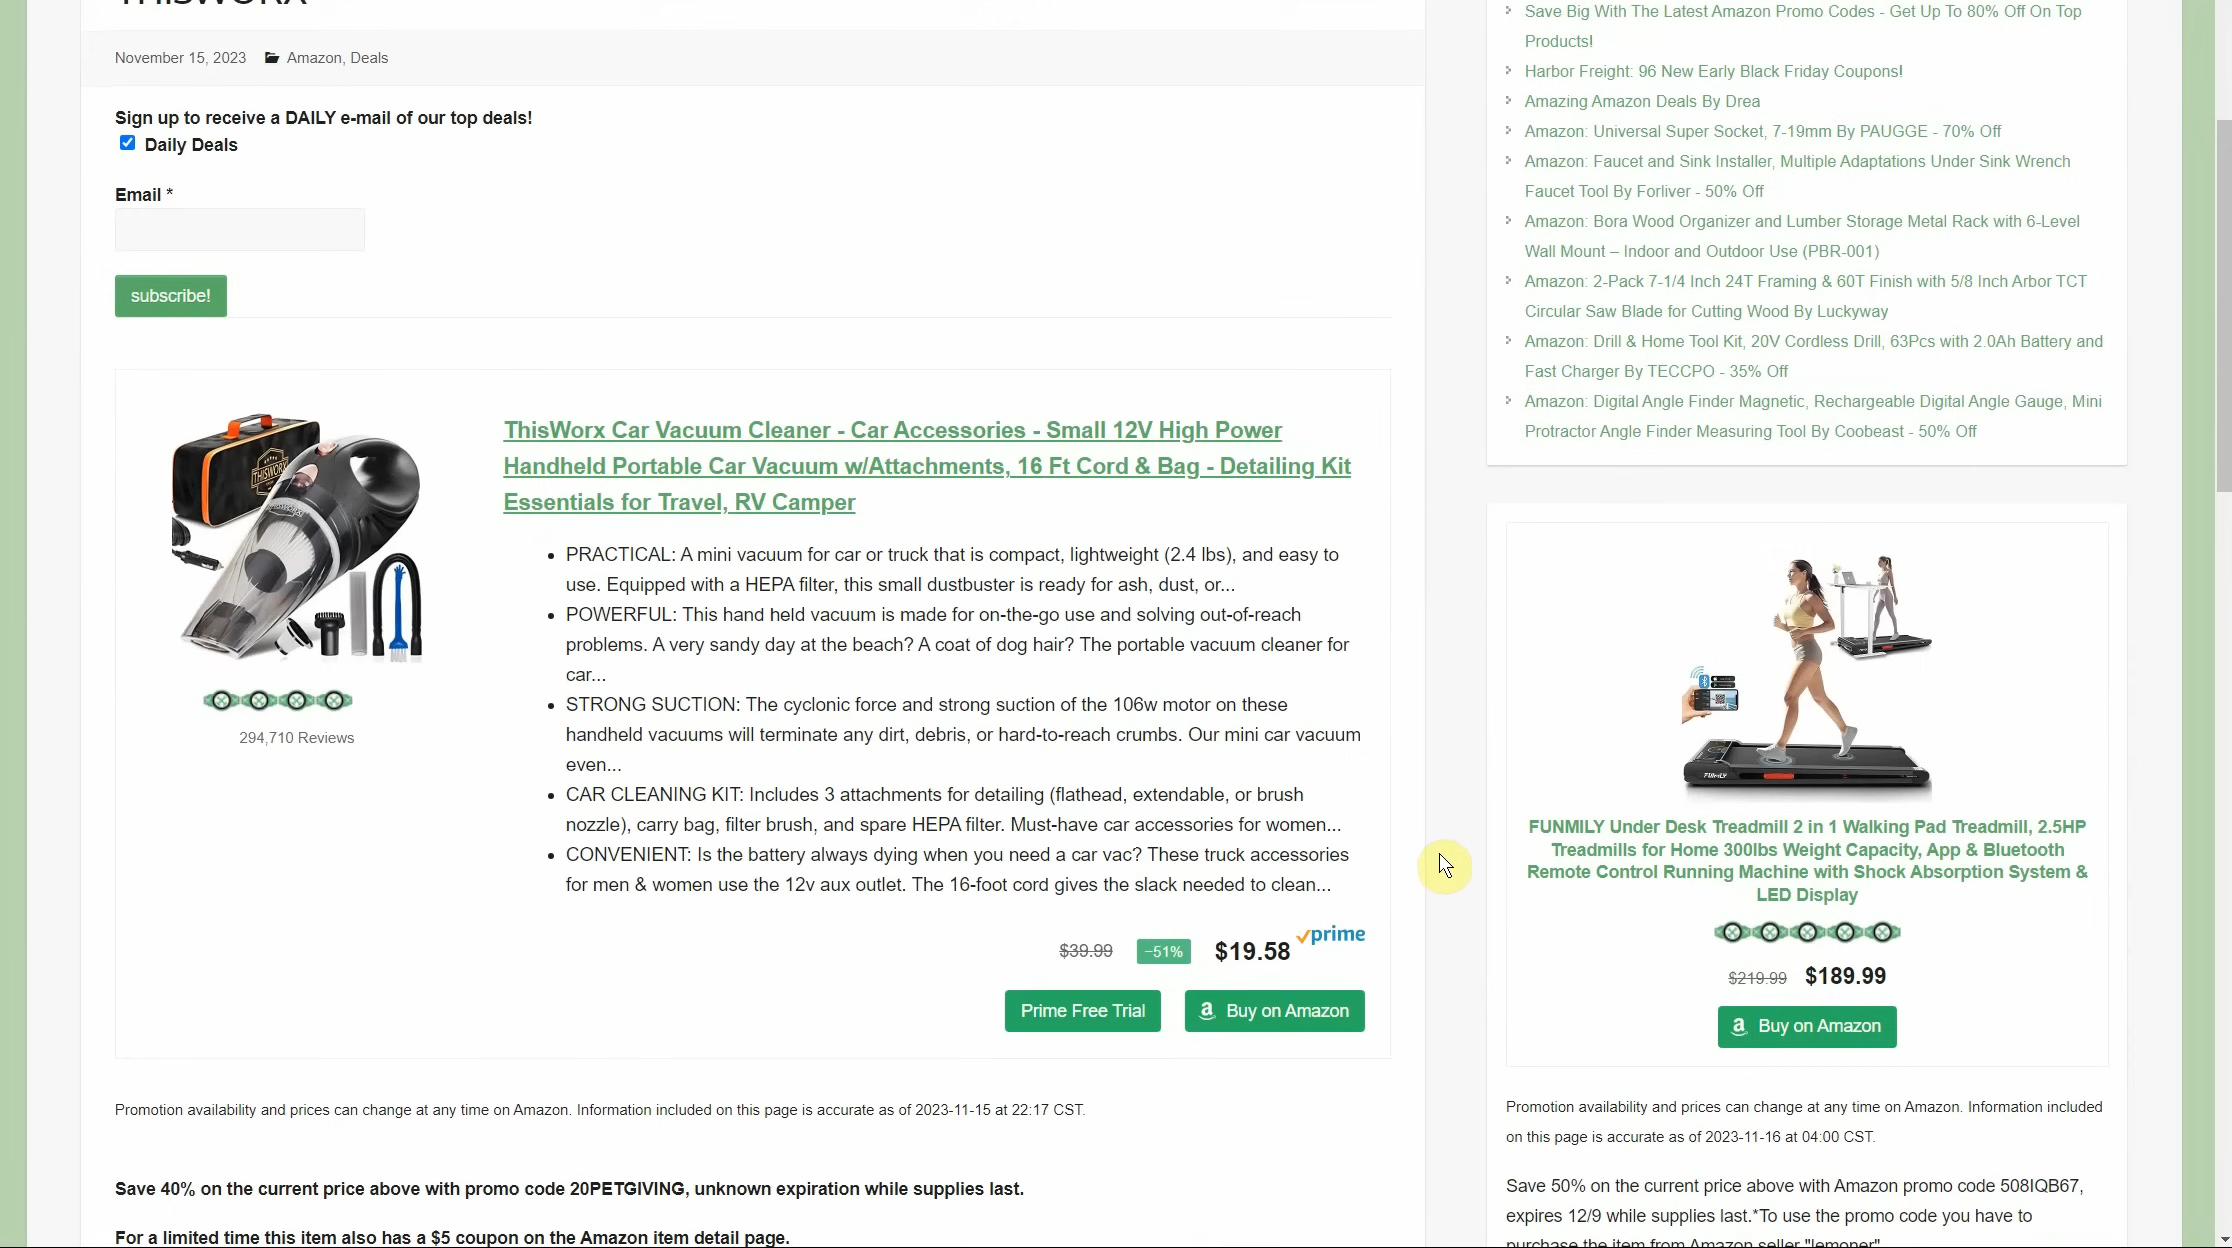 November 15, 2023 Amazon, Deals
Sign up to receive a DAILY e-mail of our top deals!
Daily Deals
Email *
subscribe!
THISWORX
ThisWorx Car Vacuum Cleaner - Car Accessories - Small 12V High Power
Handheld Portable Car Vacuum w/Attachments, 16 Ft Cord & Bag - Detailing Kit
Essentials for Travel, RV Camper
294,710 Reviews
• PRACTICAL: A mini vacuum for car or truck that is compact, lightweight (2.4 lbs), and easy to
use. Equipped with a HEPA filter, this small dustbuster is ready for ash, dust, or...
• POWERFUL: This hand held vacuum is made for on-the-go use and solving out-of-reach
problems. A very sandy day at the beach? A coat of dog hair? The portable vacuum cleaner for
car...
• STRONG SUCTION: The cyclonic force and strong suction of the 106w motor on these
handheld vacuums will terminate any dirt, debris, or hard-to-reach crumbs. Our mini car vacuum
even...
• CAR CLEANING KIT: Includes 3 attachments for detailing (flathead, extendable, or brush
nozzle), carry bag, filter brush, and spare HEPA filter. Must-have car accessories for women...
• CONVENIENT: Is the battery always dying when you need a car vac? These truck accessories
for men & women use the 12v aux outlet. The 16-foot cord gives the slack needed to clean...
$39.99 −51% $19.58 prime
Prime Free Trial
Buy on Amazon
Promotion availability and prices can change at any time on Amazon. Information included on this page is accurate as of 2023-11-15 at 22:17 CST.
Save 40% on the current price above with promo code 20PETGIVING, unknown expiration while supplies last.
For a limited time this item also has a $5 coupon on the Amazon item detail page.
Save Big With The Latest Amazon Promo Codes - Get Up To 80% Off On Top
Products!
Harbor Freight: 96 New Early Black Friday Coupons!
Amazing Amazon Deals By Drea
Amazon: Universal Super Socket, 7-19mm By PAUGGE - 70% Off
Amazon: Faucet and Sink Installer, Multiple Adaptations Under Sink Wrench
Faucet Tool By Forliver - 50% Off
Amazon: Bora Wood Organizer and Lumber Storage Metal Rack with 6-Level
Wall Mount – Indoor and Outdoor Use (PBR-001)
Amazon: 2-Pack 7-1/4 Inch 24T Framing & 60T Finish with 5/8 Inch Arbor TCT
Circular Saw Blade for Cutting Wood By Luckyway
Amazon: Drill & Home Tool Kit, 20V Cordless Drill, 63Pcs with 2.0Ah Battery and
Fast Charger By TECCPO - 35% Off
Amazon: Digital Angle Finder Magnetic, Rechargeable Digital Angle Gauge, Mini
Protractor Angle Finder Measuring Tool By Coobeast - 50% Off
FUNMILY
FUNMILY Under Desk Treadmill 2 in 1 Walking Pad Treadmill, 2.5HP
Treadmills for Home 300lbs Weight Capacity, App & Bluetooth
Remote Control Running Machine with Shock Absorption System &
LED Display
$219.99 $189.99
Buy on Amazon
Promotion availability and prices can change at any time on Amazon. Information included
on this page is accurate as of 2023-11-16 at 04:00 CST.
Save 50% on the current price above with Amazon promo code 508IQB67,
expires 12/9 while supplies last.*To use the promo code you have to
purchase the item from Amazon seller "lemoner"